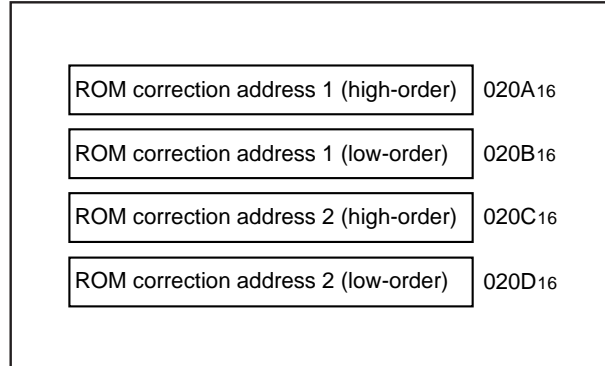 ROM correction address 1 (high-order) 020A16
ROM correction address 1 (low-order) 020B16
ROM correction address 2 (high-order) 020C16
ROM correction address 2 (low-order) 020D16